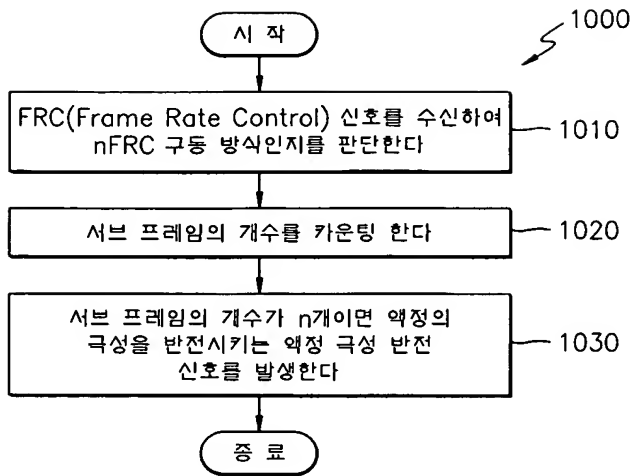 시 작
1000
FRC(Frame Rate Control) 신호를 수신하여
nFRC 구동 방식인지를 판단한다
1010
서브 프레임의 개수를 카운팅 한다
1020
서브 프레임의 개수가 n개이면 액정의
극성을 반전시키는 액정 극성 반전
신호를 발생한다
1030
종 료